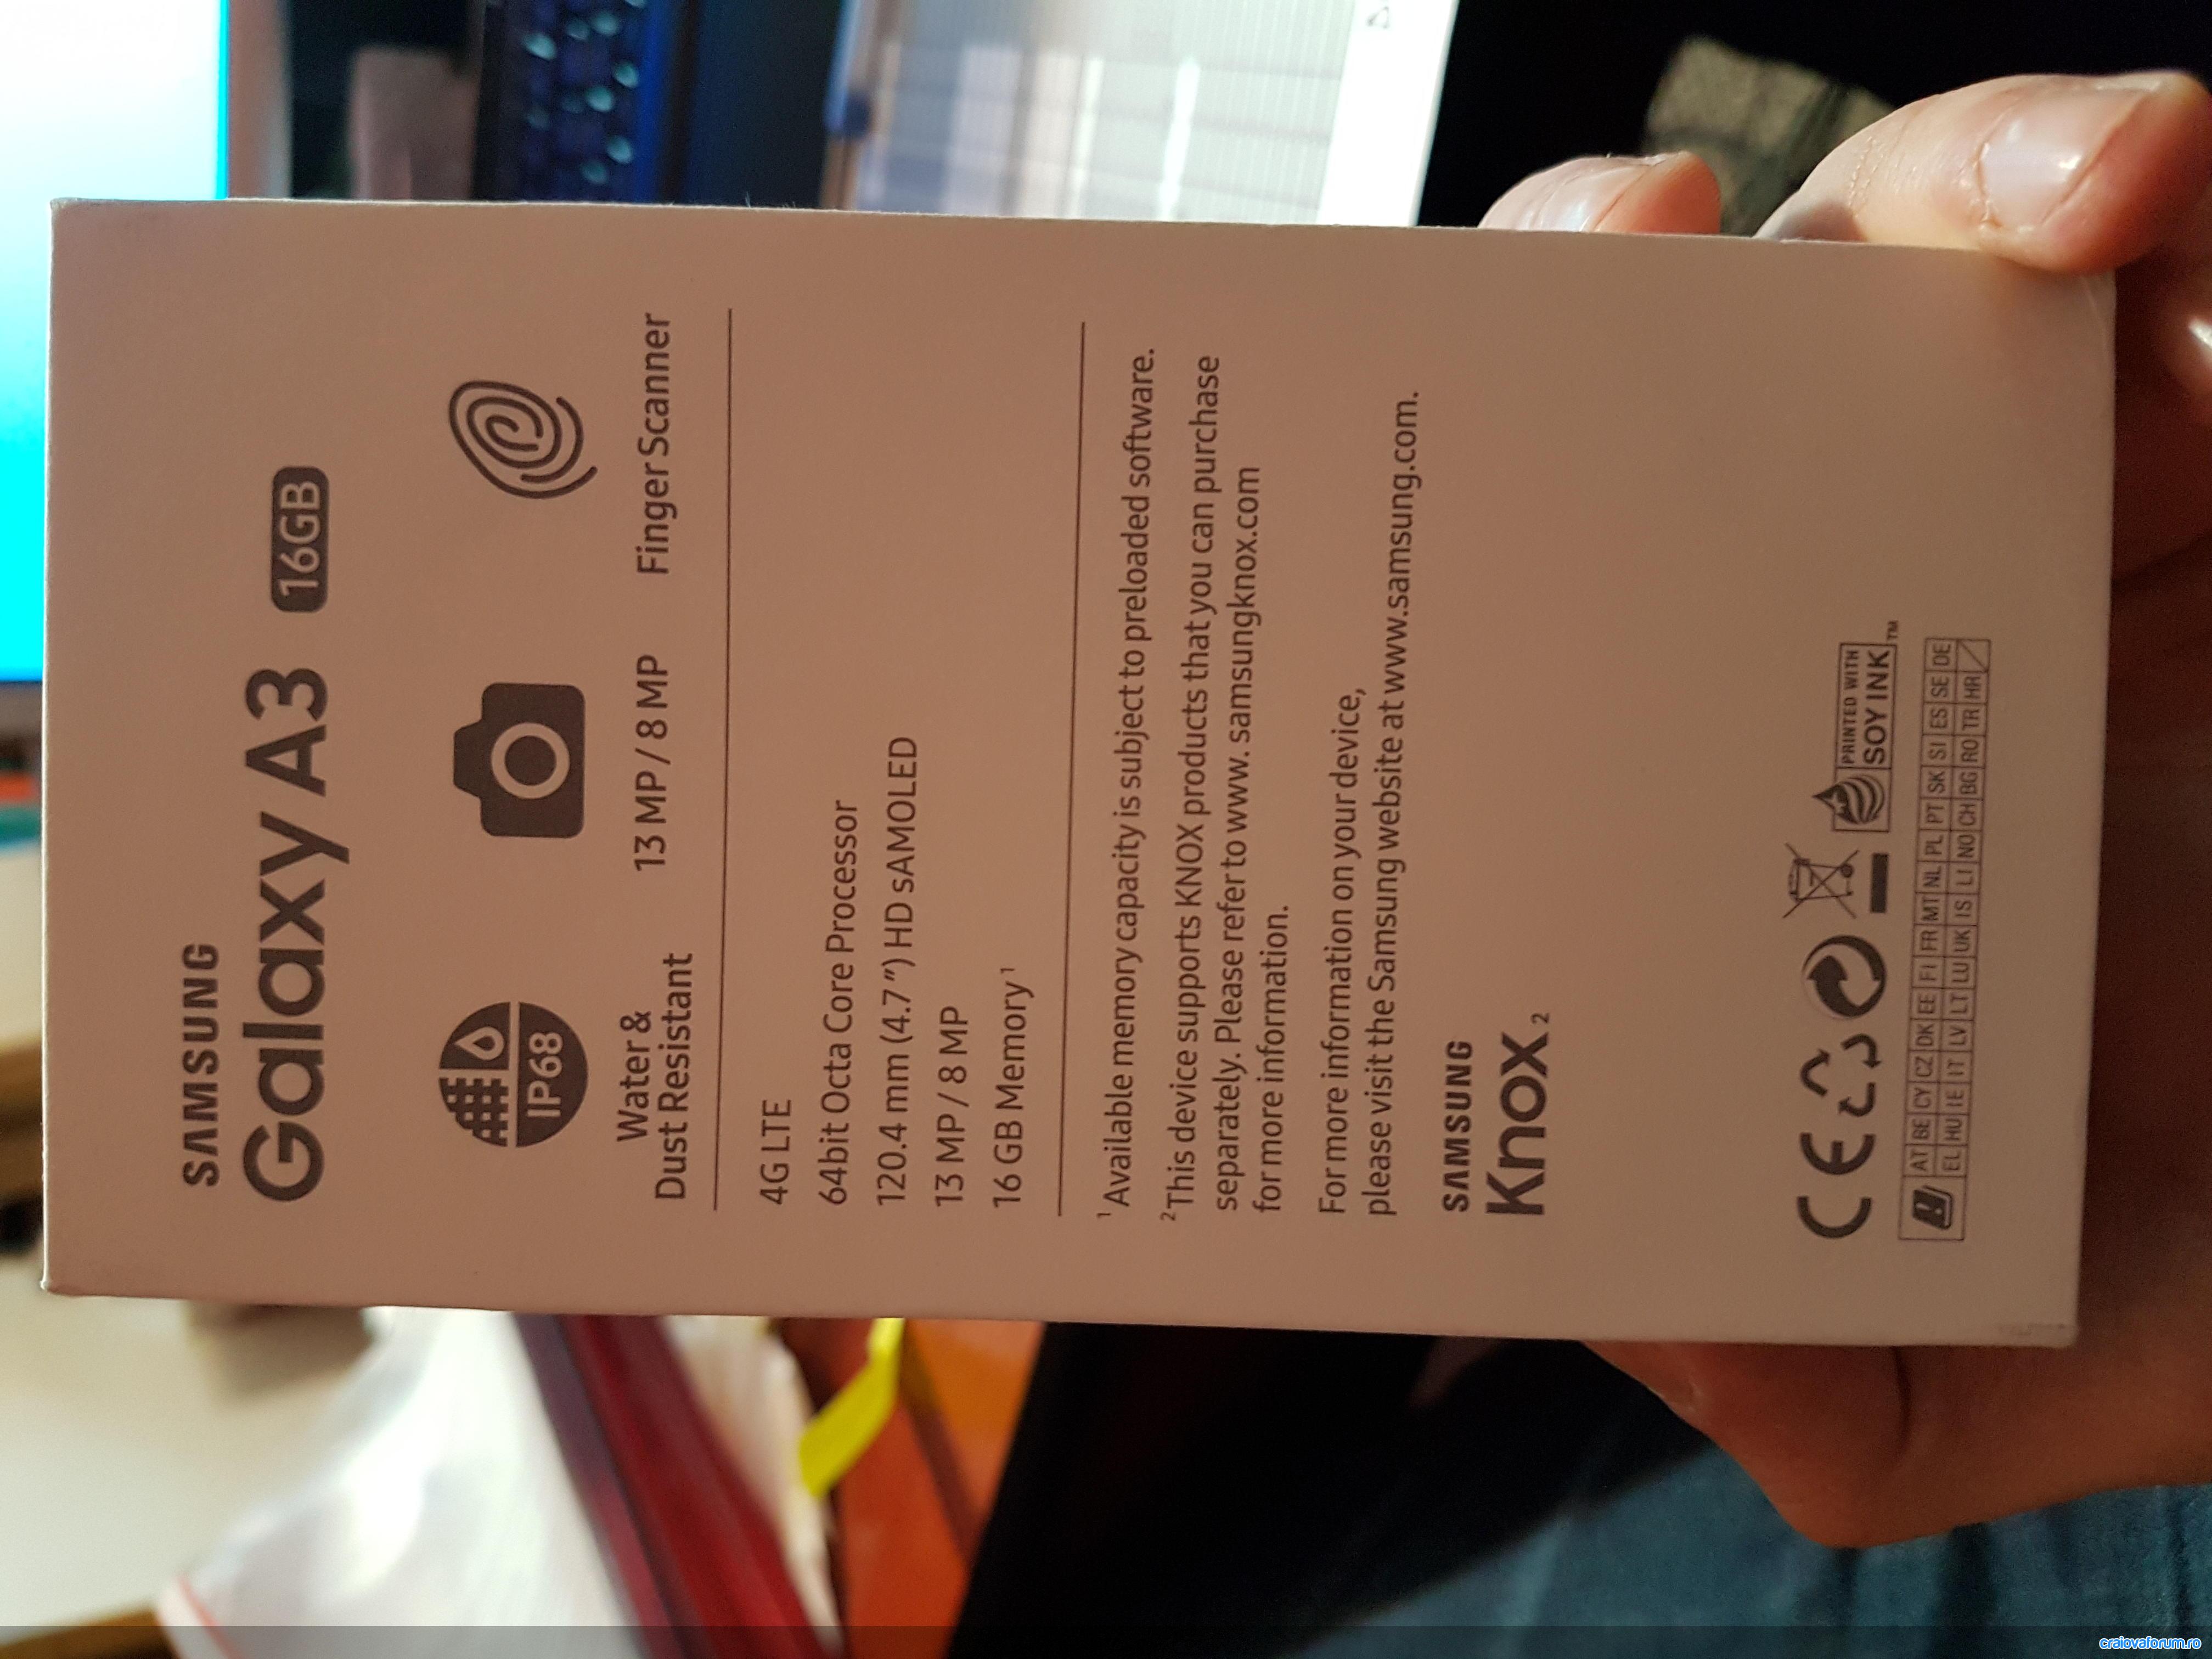 SAMSUNG
Galaxy A3 16GB
IP68
Water &
Dust Resistant
13 MP / 8 MP
Finger Scanner
4G LTE
64bit Octa Core Processor
120.4 mm (4.7”) HD sAMOLED
13 MP / 8 MP
16 GB Memory¹
¹Available memory capacity is subject to preloaded software.
²This device supports KNOX products that you can purchase
separately. Please refer to www. samsungknox.com
for more information.
For more information on your device,
please visit the Samsung website at www.samsung.com.
SAMSUNG
Knox 2
CE
PRINTED WITH
SOY INK™
AT BE CY CZ DK EE FI FR MT NL PL PT SK SI ES SE DE
EL HU IE IT LV LT LU UK IS LI NO CH BG RO TR HR
craiovaforum.ro